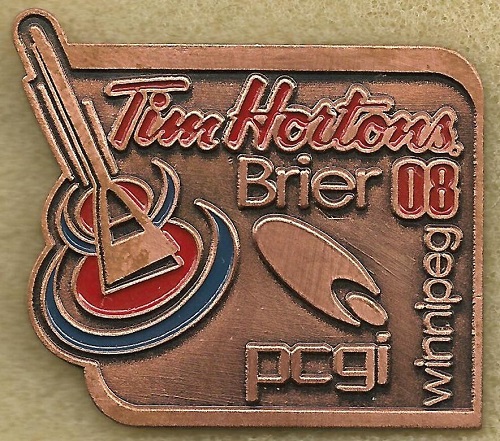 Tim Hortons
Brier 08
winnipeg
pcgi